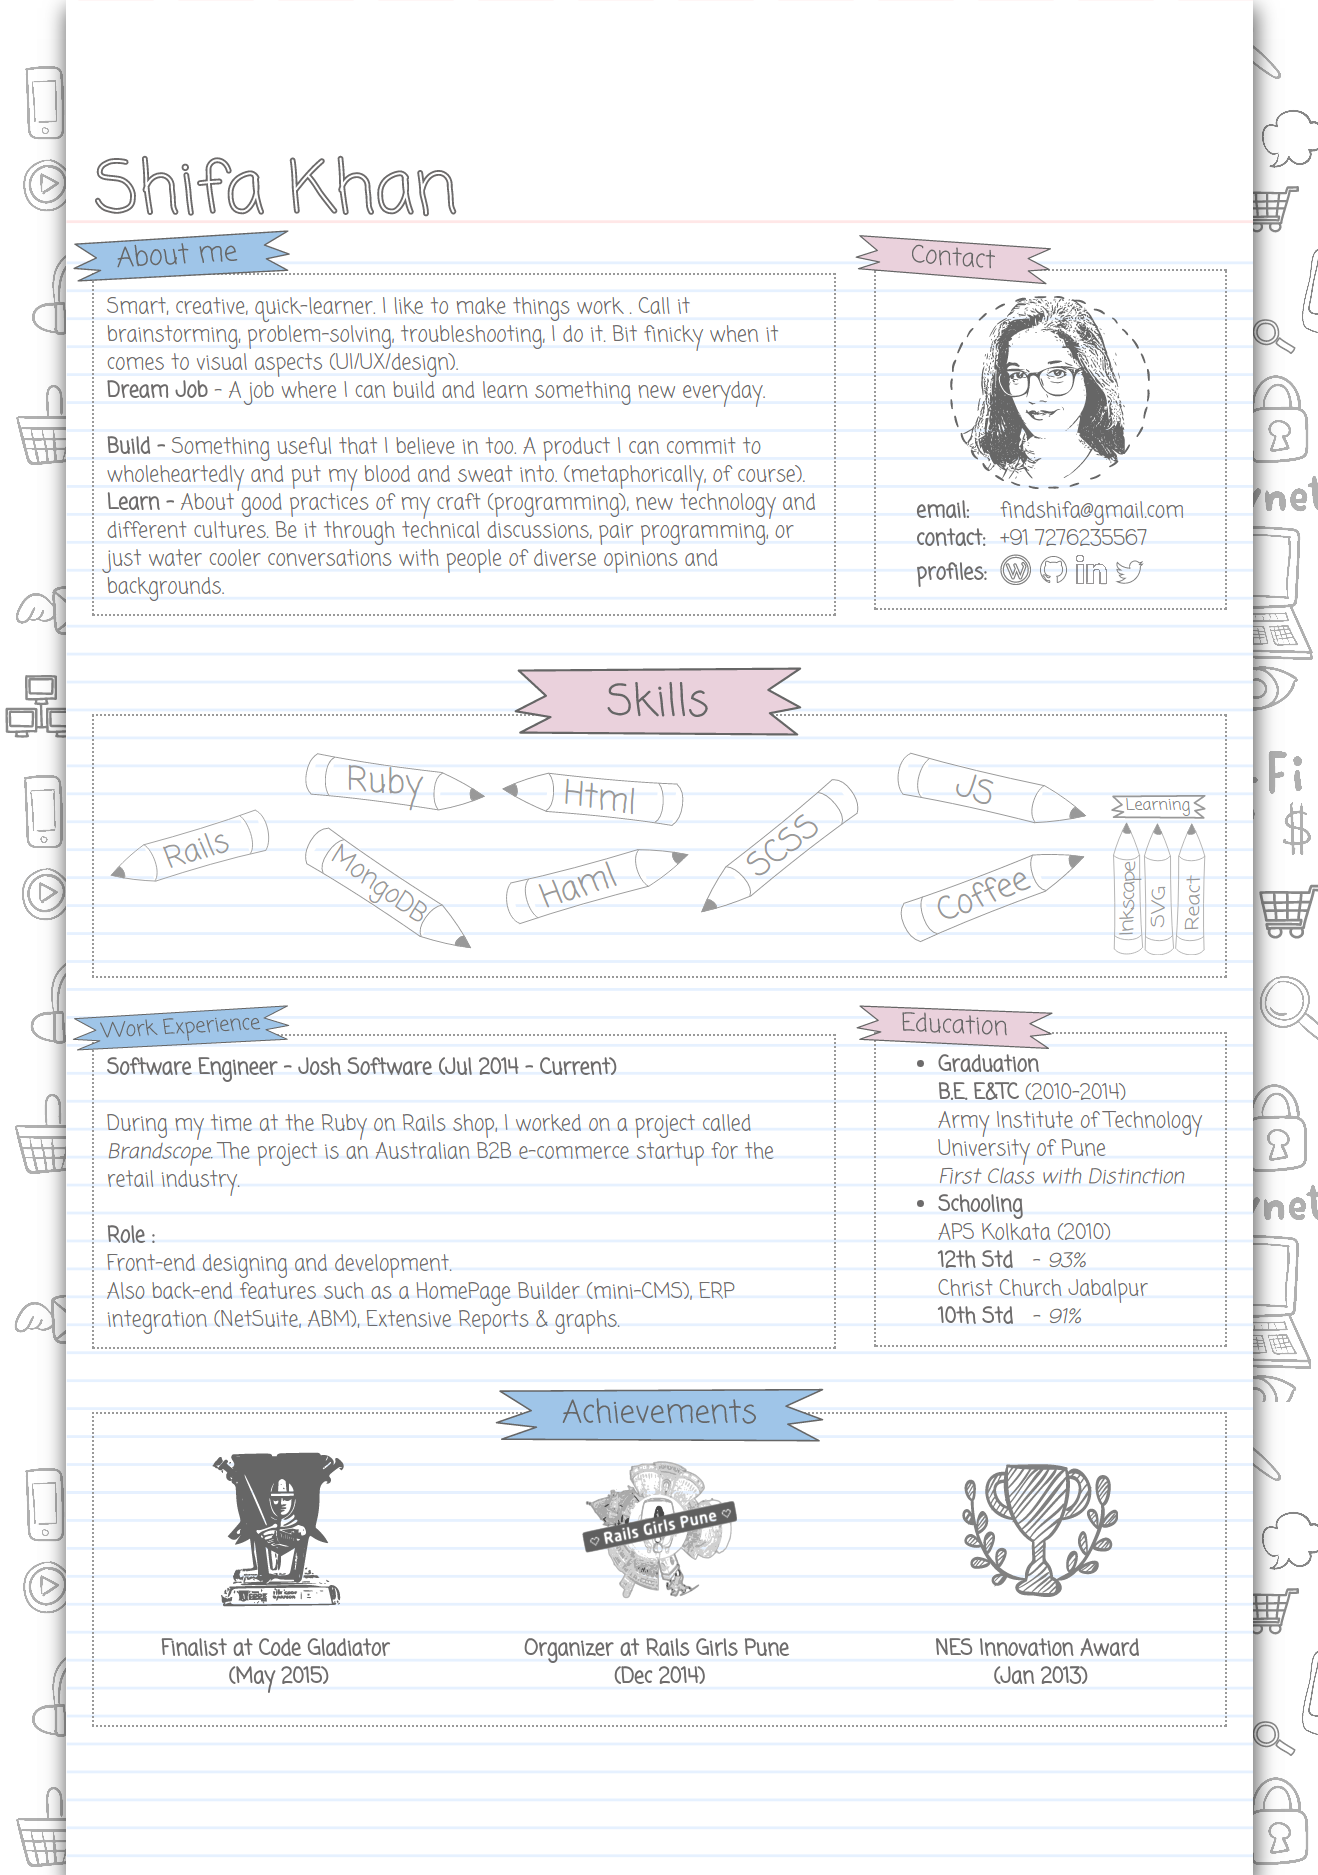 Shifa Khan
About me
Smart, creative, quick-learner. I like to make things work . Call it
brainstorming, problem-solving, troubleshooting, I do it. Bit finicky when it
comes to visual aspects (UI/UX/design).
Dream Job - A job where I can build and learn something new everyday.
Build - Something useful that I believe in too. A product I can commit to
wholeheartedly and put my blood and sweat into. (metaphorically, of course).
Learn - About good practices of my craft (programming), new technology and
different cultures. Be it through technical discussions, pair programming, or
just water cooler conversations with people of diverse opinions and
backgrounds.
Contact
email: findshifa@gmail.com
contact: +91 7276235567
profiles:
Skills
Rails
Ruby
MongoDB
Html
Haml
SCSS
JS
Coffee
Learning
Inkscape
SVG
React
Work Experience
Software Engineer - Josh Software (Jul 2014 - Current)
During my time at the Ruby on Rails shop, I worked on a project called
Brandscope. The project is an Australian B2B e-commerce startup for the
retail industry.
Role :
Front-end designing and development.
Also back-end features such as a HomePage Builder (mini-CMS), ERP
integration (NetSuite, ABM), Extensive Reports & graphs.
Education
• Graduation
B.E. E&TC (2010-2014)
Army Institute of Technology
University of Pune
First Class with Distinction
• Schooling
APS Kolkata (2010)
12th Std - 93%
Christ Church Jabalpur
10th Std - 91%
Achievements
Rails Girls Pune
Finalist at Code Gladiator
(May 2015)
Organizer at Rails Girls Pune
(Dec 2014)
NES Innovation Award
(Jan 2013)
ynet
Fi
$
ynet